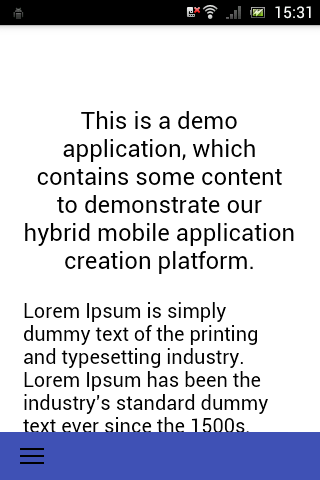 15:31
This is a demo
application, which
contains some content
to demonstrate our
hybrid mobile application
creation platform.
Lorem Ipsum is simply
dummy text of the printing
and typesetting industry.
Lorem Ipsum has been the
industry's standard dummy
text ever since the 1500s,